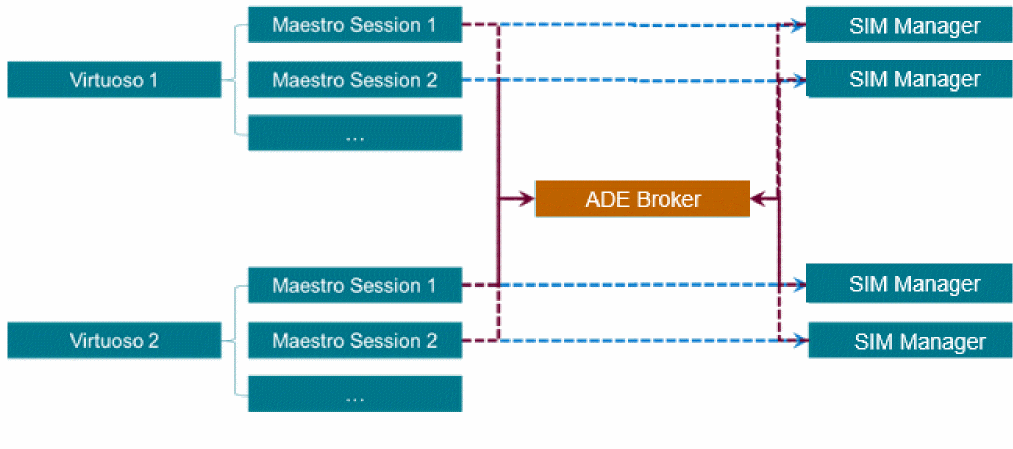 Maestro Session 1
SIM Manager
Virtuoso 1
Maestro Session 2
SIM Manager
...
ADE Broker
Maestro Session 1
SIM Manager
Virtuoso 2
Maestro Session 2
SIM Manager
...